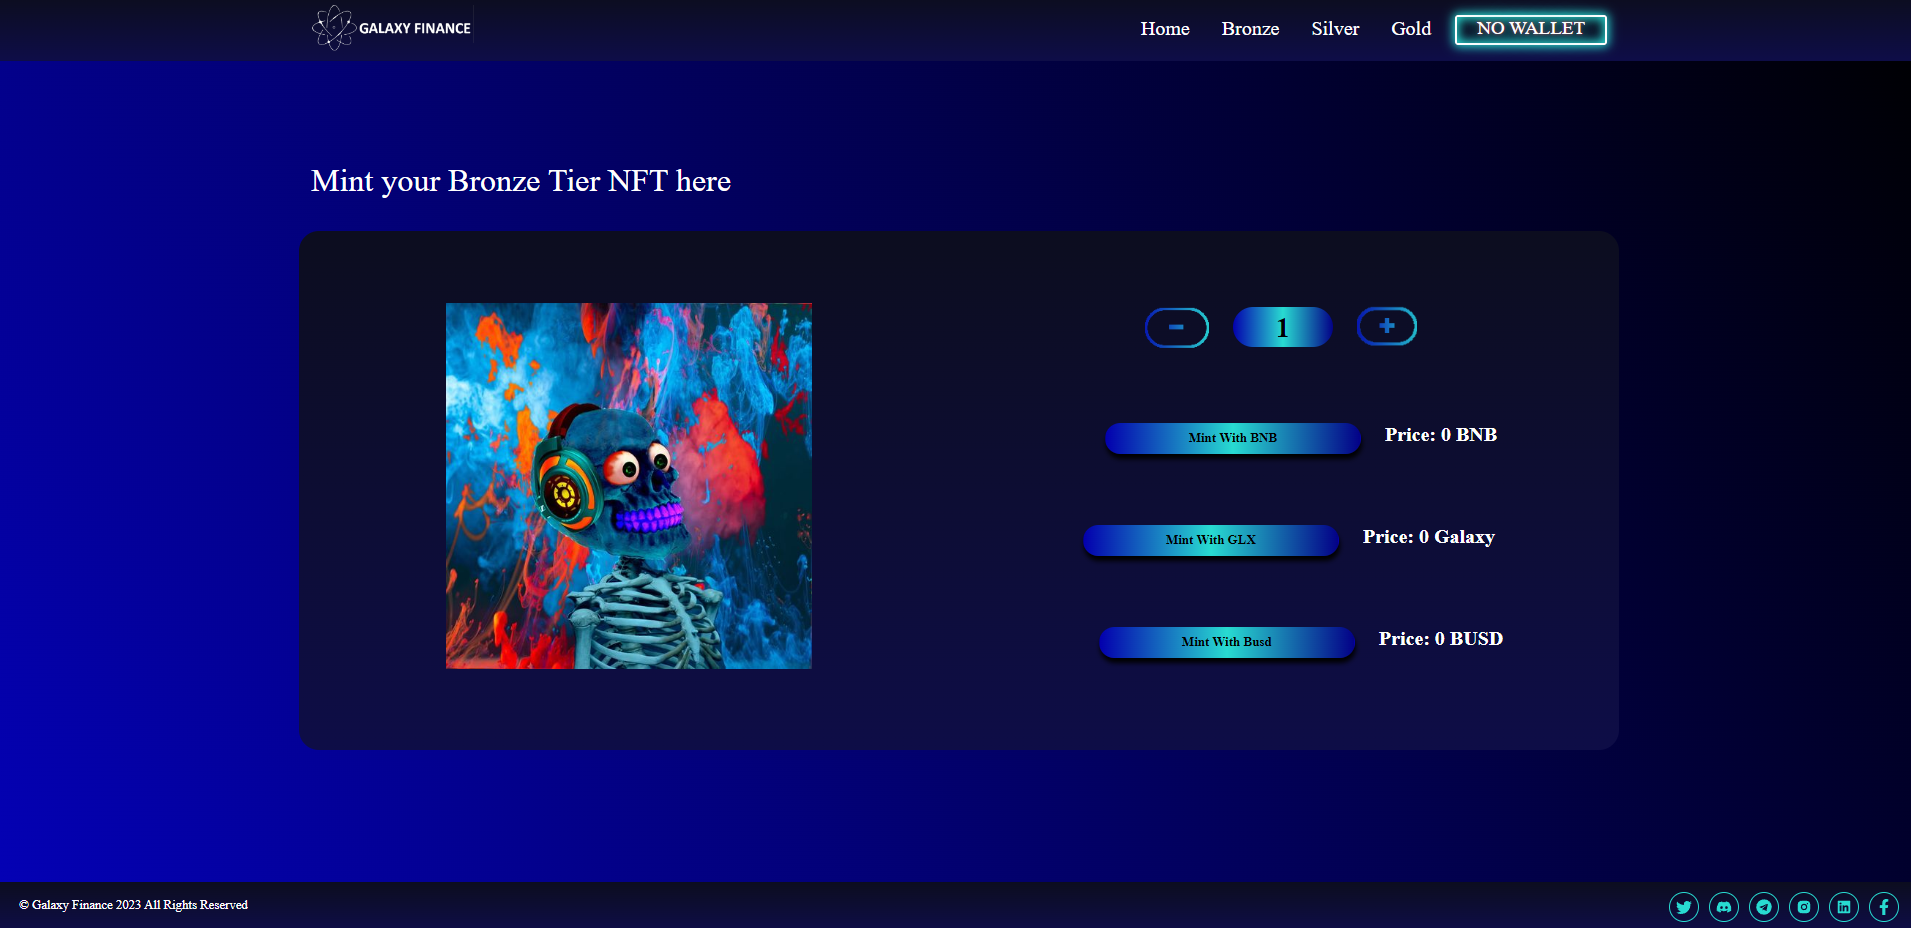 GALAXY FINANCE
Home
Bronze
Silver
Gold
NO WALLET
Mint your Bronze Tier NFT here
-
1
+
Mint With BNB
Price: 0 BNB
Mint With GLX
Price: 0 Galaxy
Mint With Busd
Price: 0 BUSD
© Galaxy Finance 2023 All Rights Reserved